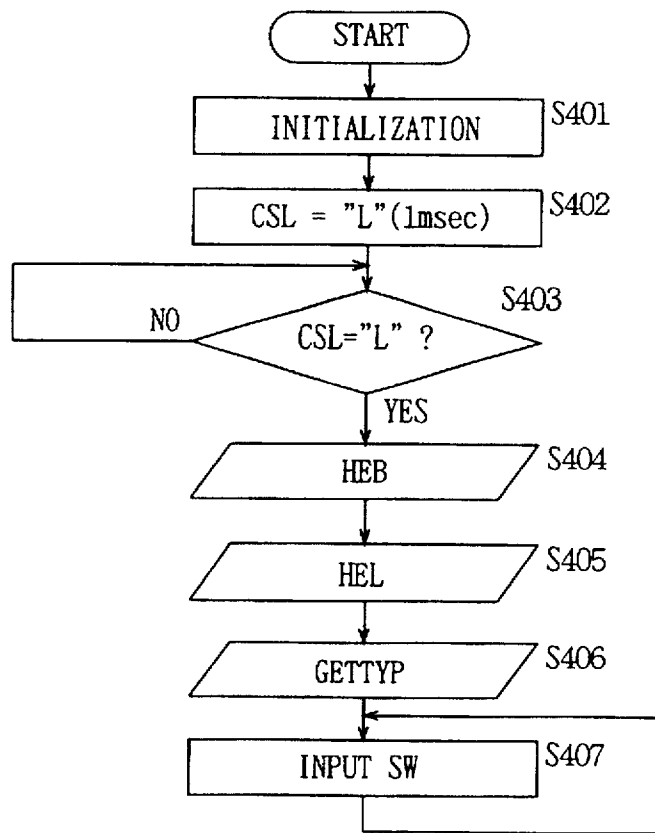 START
INITIALIZATION
S401
CSL = "L"(1msec)
S402
S403
CSL="L" ?
NO
YES
HEB
S404
HEL
S405
GETTYP
S406
INPUT SW
S407